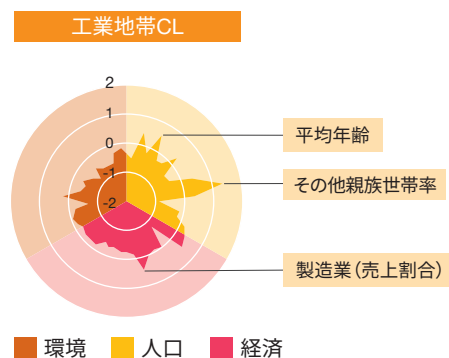 工業地帯CL
2
1
0
-1
-2
平均年齢
その他親族世帯率
製造業（売上割合）
環境 人口 経済